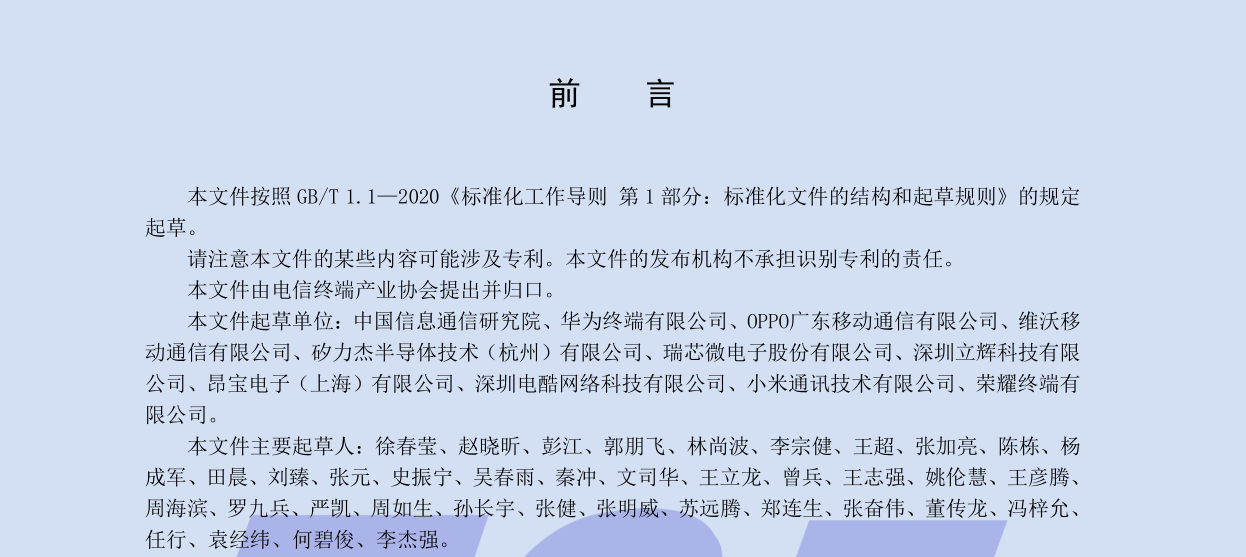 前 言
本文件按照 GB/T 1.1—2020《标准化工作导则 第 1 部分：标准化文件的结构和起草规则》的规定
起草。
请注意本文件的某些内容可能涉及专利。本文件的发布机构不承担识别专利的责任。
本文件由电信终端产业协会提出并归口。
本文件起草单位：中国信息通信研究院、华为终端有限公司、OPPO广东移动通信有限公司、维沃移
动通信有限公司、矽力杰半导体技术（杭州）有限公司、瑞芯微电子股份有限公司、深圳立辉科技有限
公司、昂宝电子（上海）有限公司、深圳电酷网络科技有限公司、小米通讯技术有限公司、荣耀终端有
限公司。
本文件主要起草人：徐春莹、赵晓昕、彭江、郭朋飞、林尚波、李宗健、王超、张加亮、陈栋、杨
成军、田晨、刘臻、张元、史振宁、吴春雨、秦冲、文司华、王立龙、曾兵、王志强、姚伦慧、王彦腾、
周海滨、罗九兵、严凯、周如生、孙长宇、张健、张明威、苏远腾、郑连生、张奋伟、董传龙、冯梓允、
任行、袁经纬、何碧俊、李杰强。